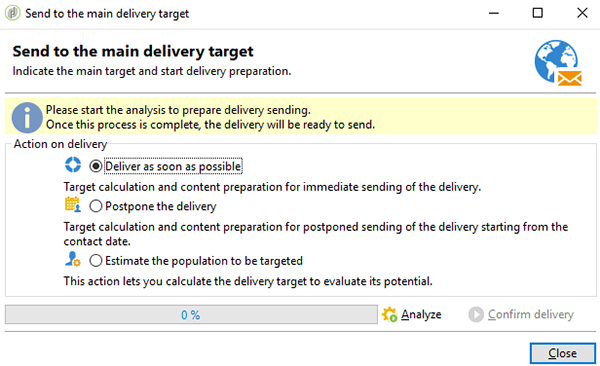 Send to the main delivery target
Send to the main delivery target
Indicate the main target and start delivery preparation.
Please start the analysis to prepare delivery sending.
Once this process is complete, the delivery will be ready to send.
Action on delivery
Deliver as soon as possible
Target calculation and content preparation for immediate sending of the delivery.
Postpone the delivery
Target calculation and content preparation for postponed sending of the delivery starting from the
contact date.
Estimate the population to be targeted
This action lets you calculate the delivery target to evaluate its potential.
0 % Analyze Confirm delivery
Close